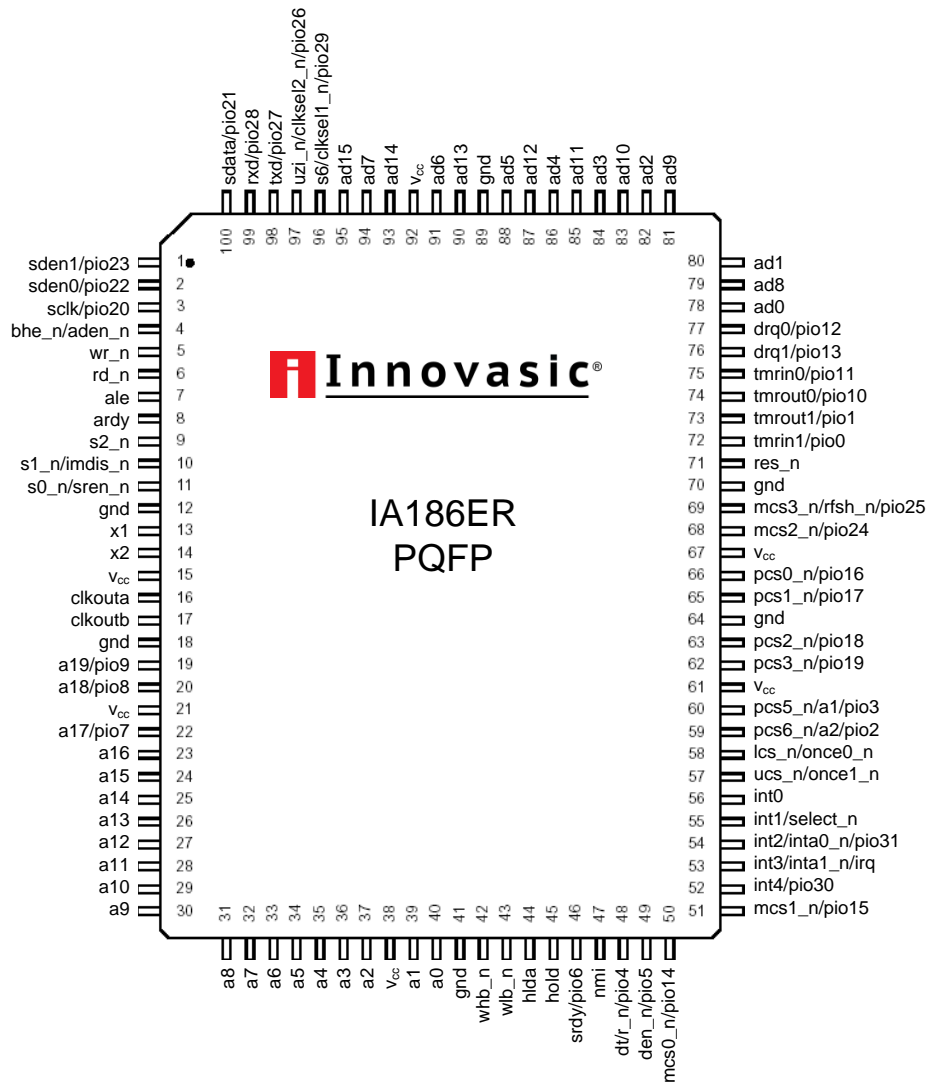 sdata/pio21
rxd/pio28
txd/pio27
uzi_n/clksel2_n/pio26
s6/clksel1_n/pio29
ad15
ad7
ad14
vcc
ad6
ad13
gnd
ad5
ad12
ad4
ad11
ad3
ad10
ad2
ad9
100
99
98
97
96
95
94
93
92
91
90
89
88
87
86
85
84
83
82
81
sden1/pio23 1
sden0/pio22 2
sclk/pio20 3
bhe_n/aden_n 4
wr_n 5
rd_n 6
ale 7
ardy 8
s2_n 9
s1_n/imdis_n 10
s0_n/sren_n 11
gnd 12
x1 13
x2 14
vcc 15
clkouta 16
clkoutb 17
gnd 18
a19/pio9 19
a18/pio8 20
vcc 21
a17/pio7 22
a16 23
a15 24
a14 25
a13 26
a12 27
a11 28
a10 29
a9 30
i Innovasic®
IA186ER
PQFP
80 ad1
79 ad8
78 ad0
77 drq0/pio12
76 drq1/pio13
75 tmrin0/pio11
74 tmrout0/pio10
73 tmrout1/pio1
72 tmrin1/pio0
71 res_n
70 gnd
69 mcs3_n/rfsh_n/pio25
68 mcs2_n/pio24
67 vcc
66 pcs0_n/pio16
65 pcs1_n/pio17
64 gnd
63 pcs2_n/pio18
62 pcs3_n/pio19
61 vcc
60 pcs5_n/a1/pio3
59 pcs6_n/a2/pio2
58 lcs_n/once0_n
57 ucs_n/once1_n
56 int0
55 int1/select_n
54 int2/inta0_n/pio31
53 int3/inta1_n/irq
52 int4/pio30
51 mcs1_n/pio15
31
32
33
34
35
36
37
38
39
40
41
42
43
44
45
46
47
48
49
50
a8
a7
a6
a5
a4
a3
a2
vcc
a1
a0
gnd
whb_n
wlb_n
hlda
hold
srdy/pio6
nmi
dt/r_n/pio4
den_n/pio5
mcs0_n/pio14